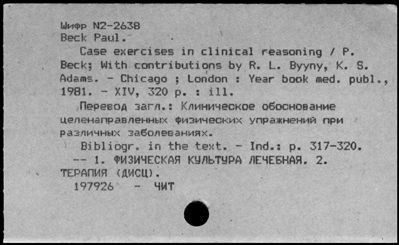 Шифр N2-2638
Beck Paul.
Case exercises in clinical reasoning / P.
Beck; With contributions by R. L. Byyny, K. S.
Adams. - Chicago ; London : Year book med. publ.,
1981. - XIV, 320 p. : ill.
Перевод загл.: Клиническое обоснование
целенаправленных физических упражнений при
различных заболеваниях.
Bibliogr. in the text. - Ind.: p. 317-320.
-- 1. ФИЗИЧЕСКАЯ КУЛЬТУРА ЛЕЧЕБНАЯ. 2.
ТЕРАПИЯ (ДИСЦ).
197926 - ЧИТ